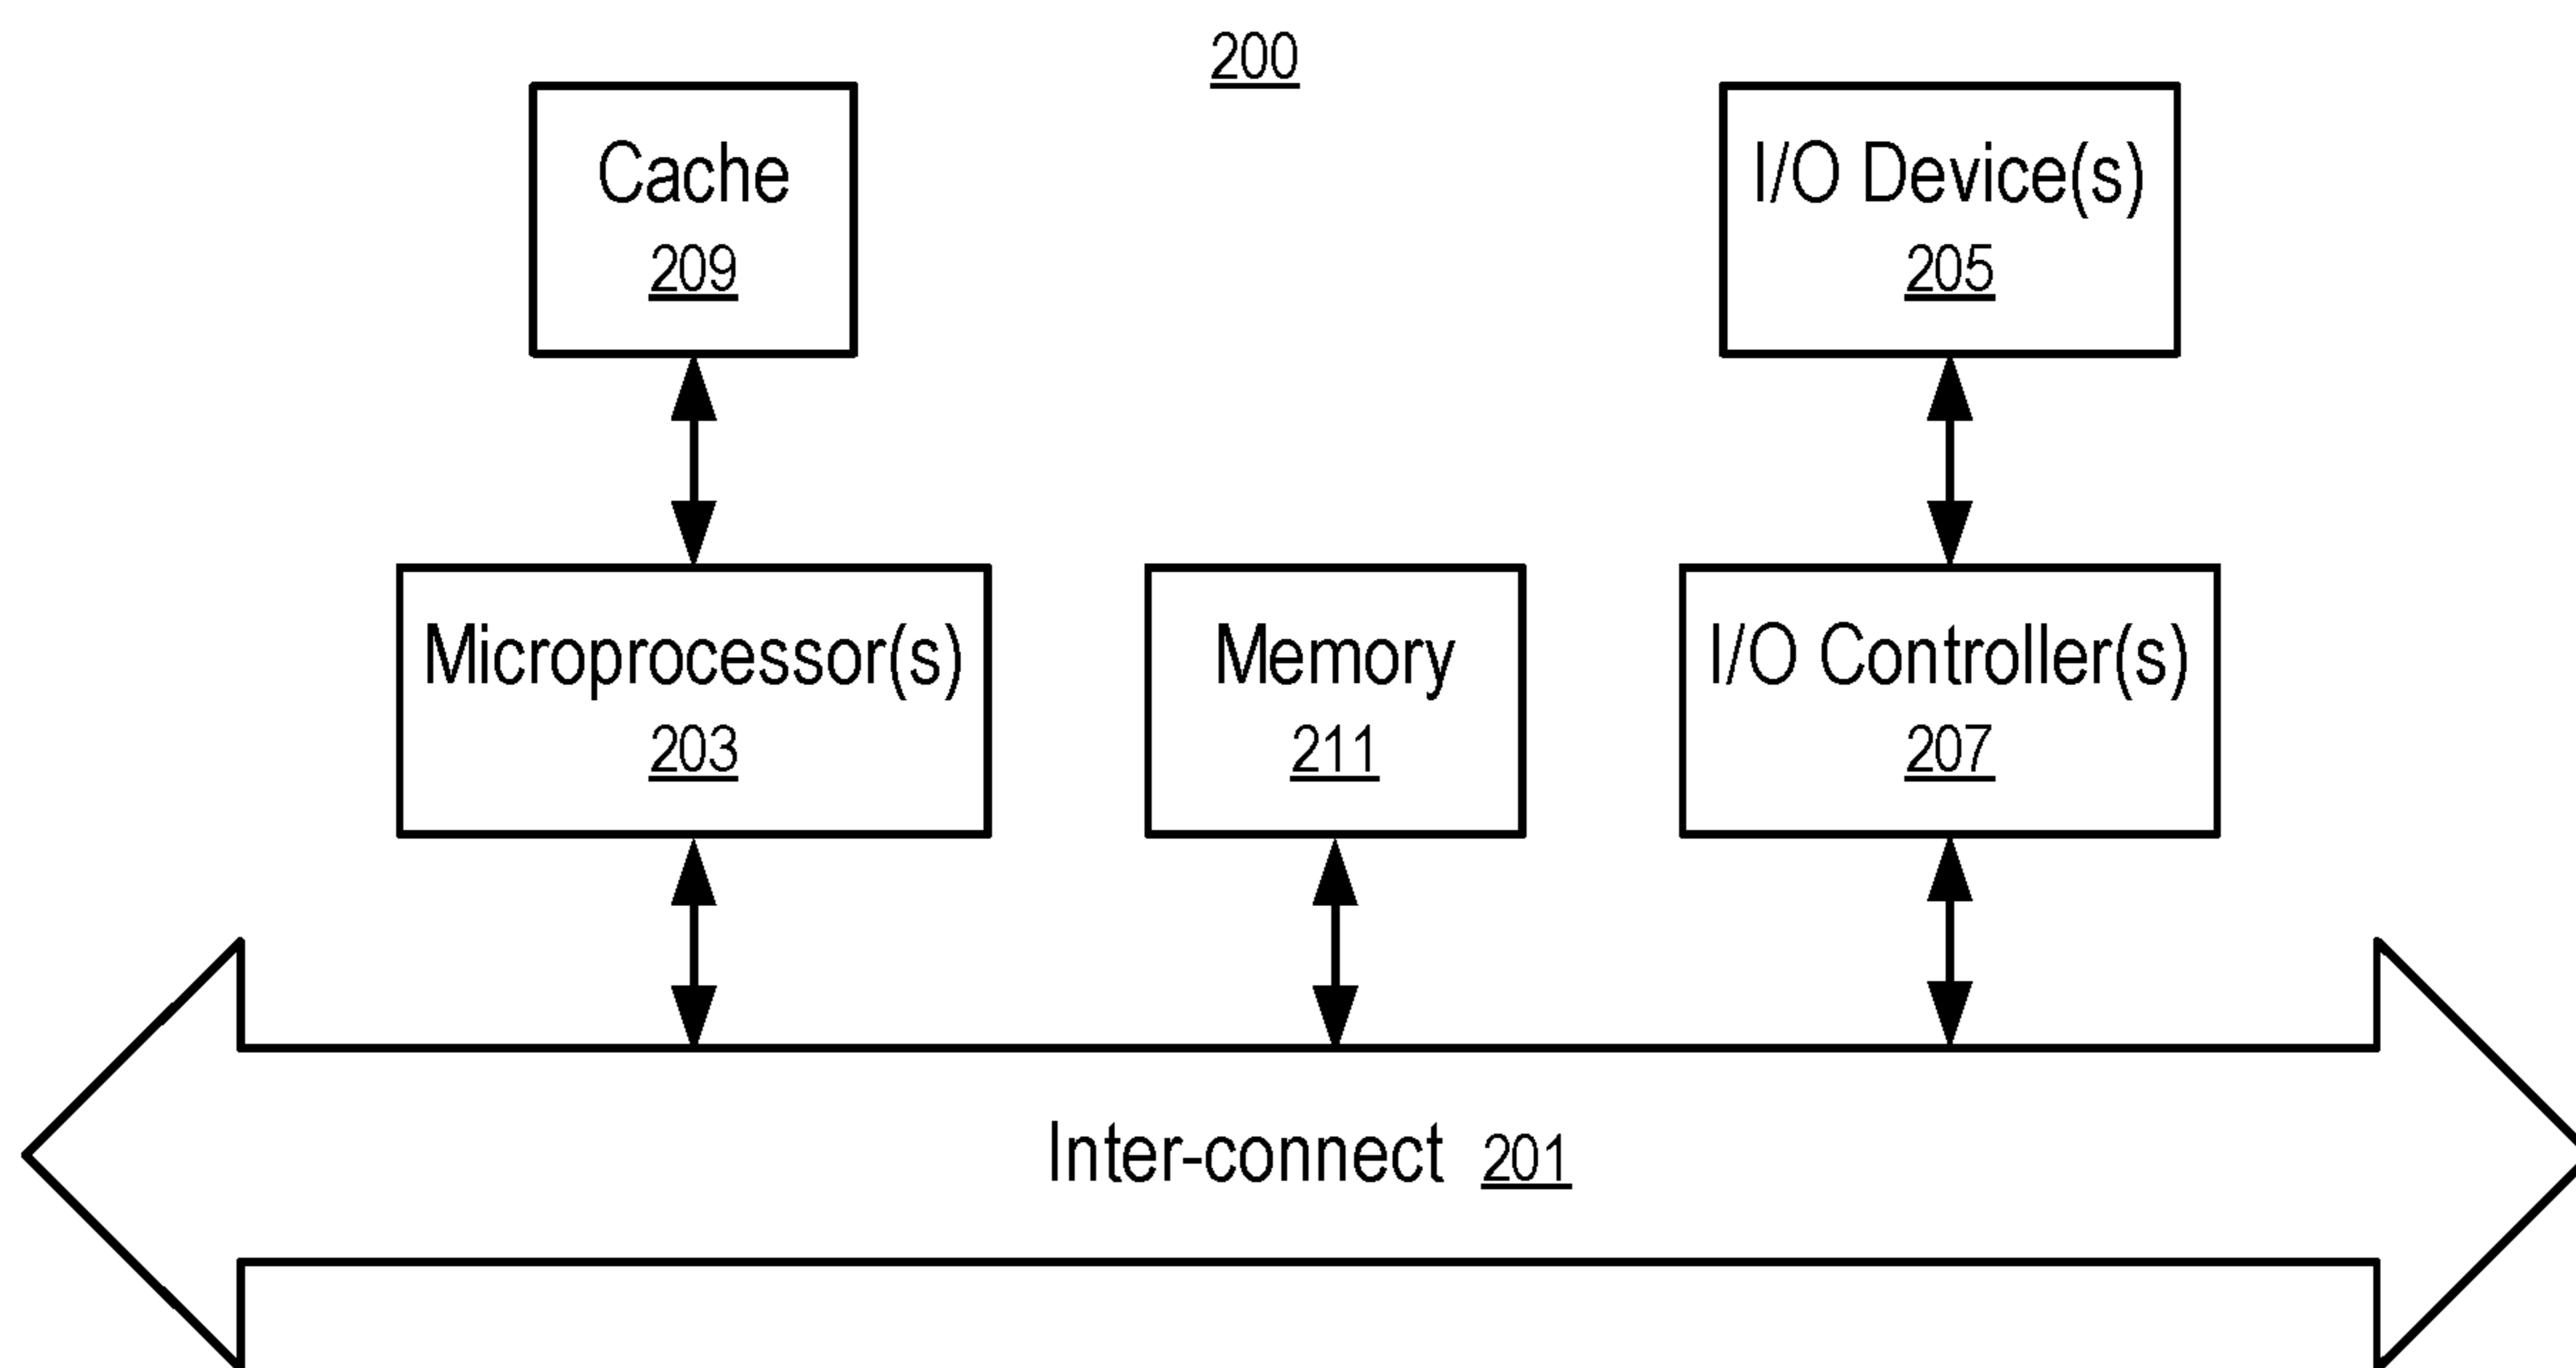 200
Cache
209
I/O Device(s)
205
Microprocessor(s)
203
Memory
211
I/O Controller(s)
207
Inter-connect 201